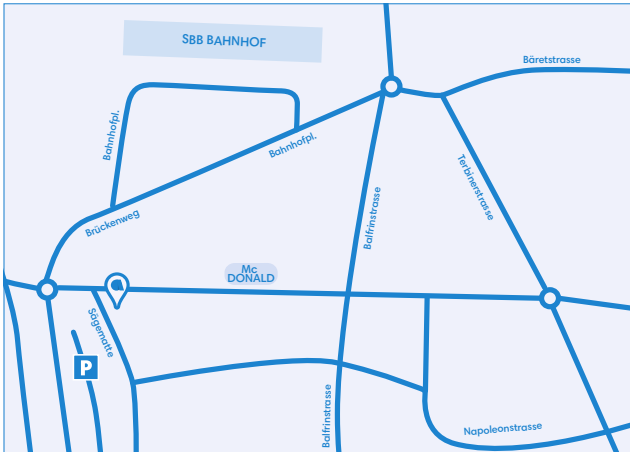 SBB BAHNHOF
Bäretstrasse
Bahnhofpl.
Bahnhofpl.
Terbinerstrasse
Balfrinstrasse
Brückenweg
Mc
DONALD
Sägematte
P
Balfrinstrasse
Napoleonstrasse